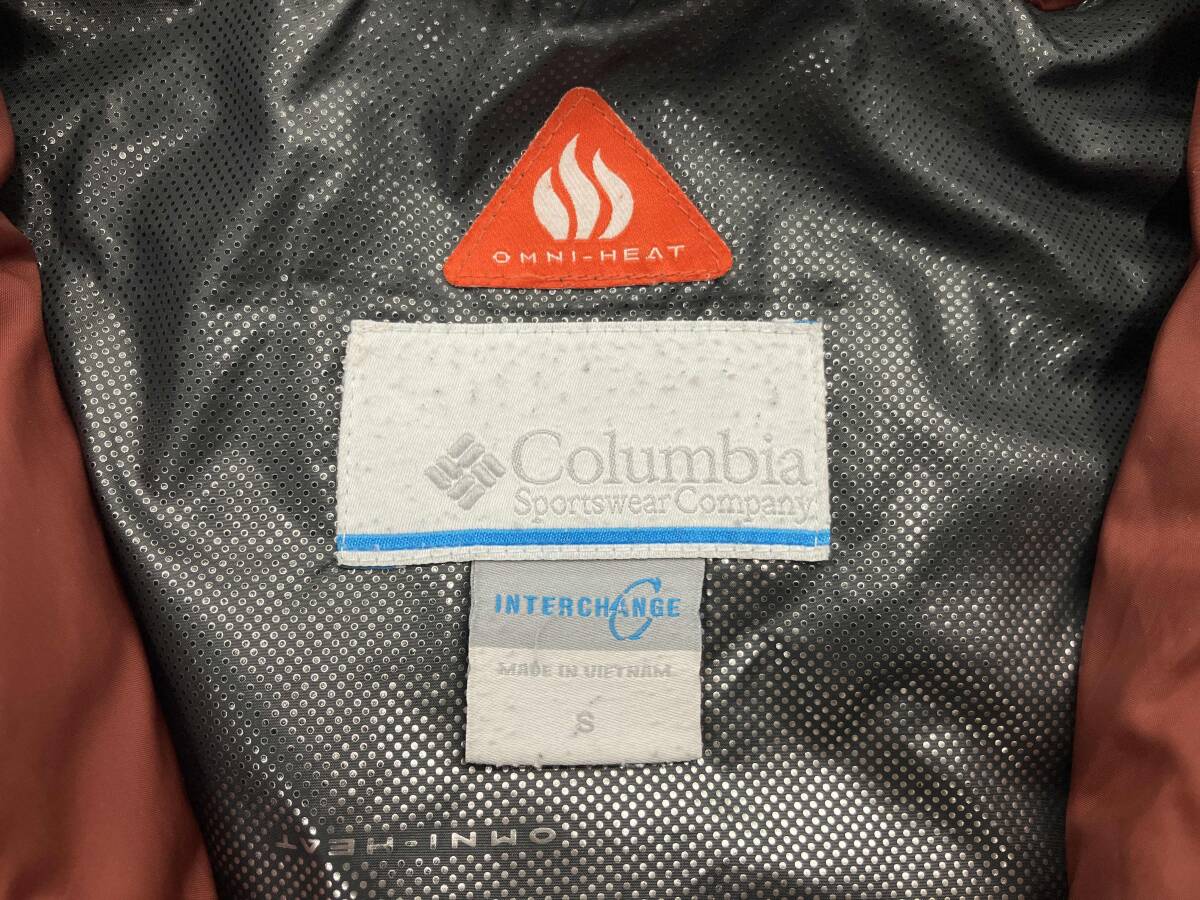 OMNI-HEAT
Columbia
Sportswear Company
INTERCHANGE
MADE IN VIETNAM
S
OMNI-HEAT